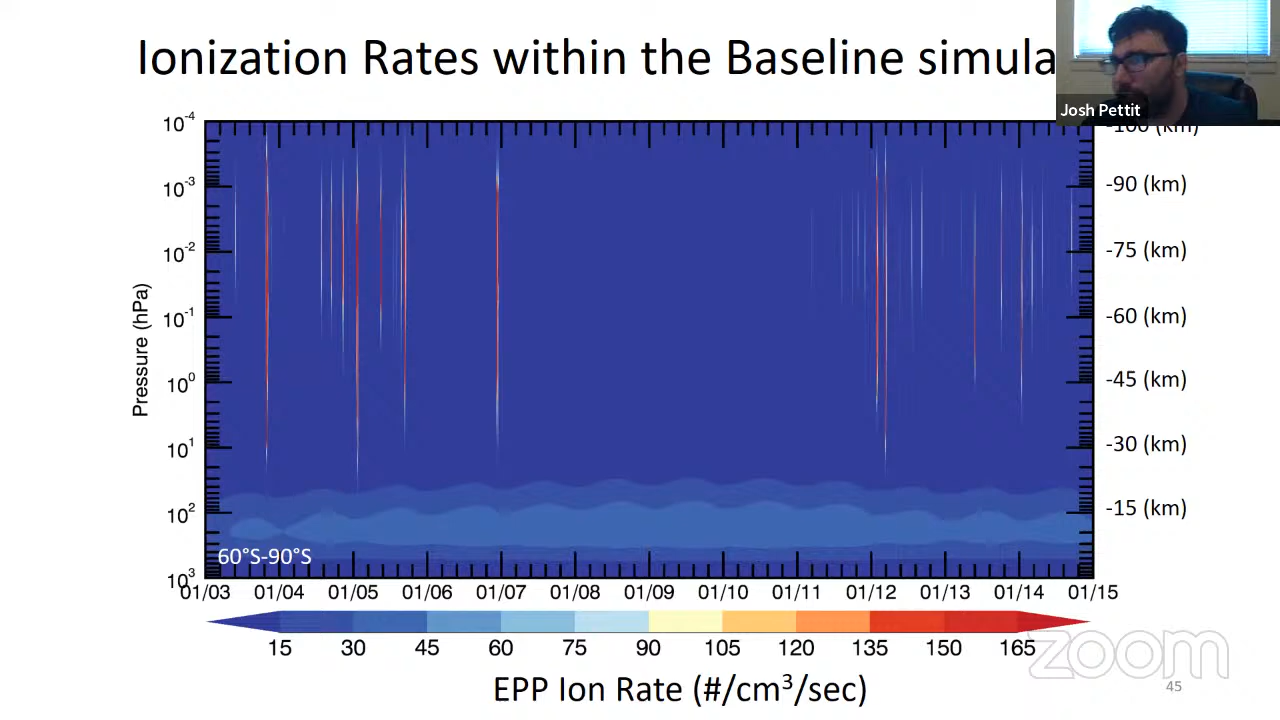 Ionization Rates within the Baseline simula
Josh Pettit
10-4
10-3
10-2
10-1
100
101
102
103
Pressure (hPa)
-100 (km)
-90 (km)
-75 (km)
-60 (km)
-45 (km)
-30 (km)
-15 (km)
60°S-90°S
01/03 01/04 01/05 01/06 01/07 01/08 01/09 01/10 01/11 01/12 01/13 01/14 01/15
15 30 45 60 75 90 105 120 135 150 165
EPP Ion Rate (#/cm³/sec)
zoom
45